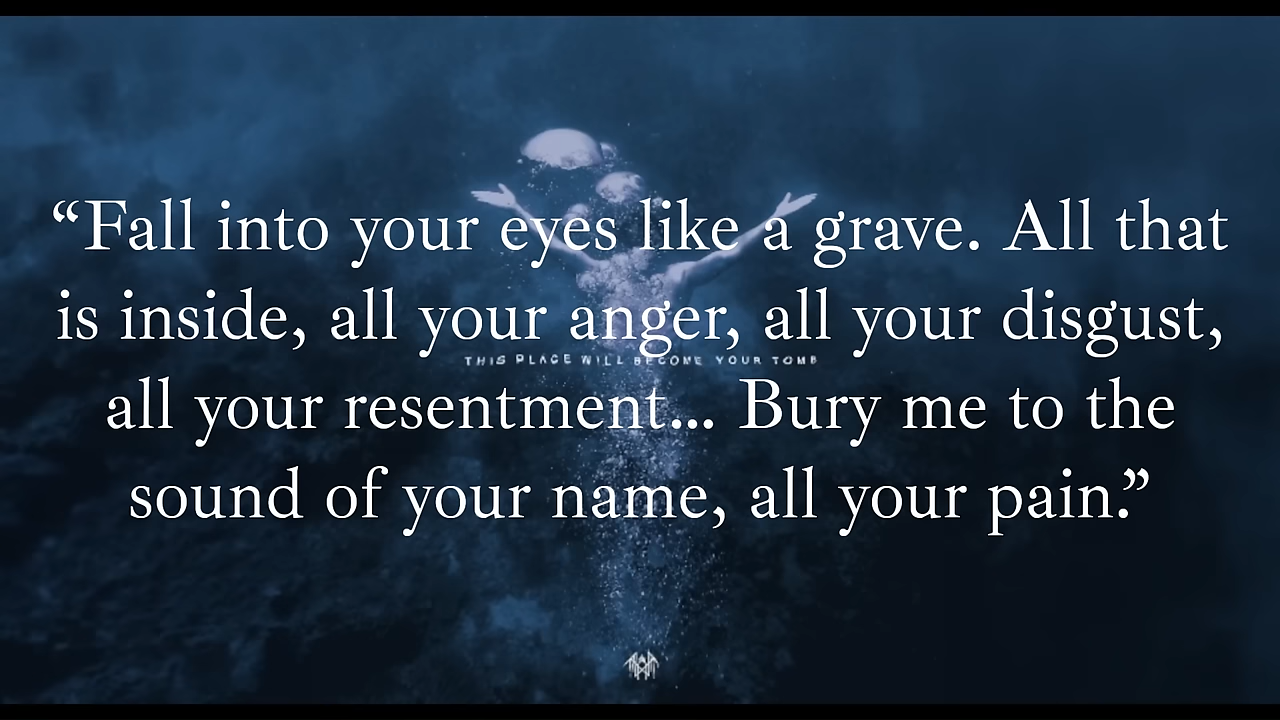 “Fall into your eyes like a grave. All that
is inside, all your anger, all your disgust,
THIS PLACE WILL BECOME YOUR TOMB
all your resentment... Bury me to the
sound of your name, all your pain.”